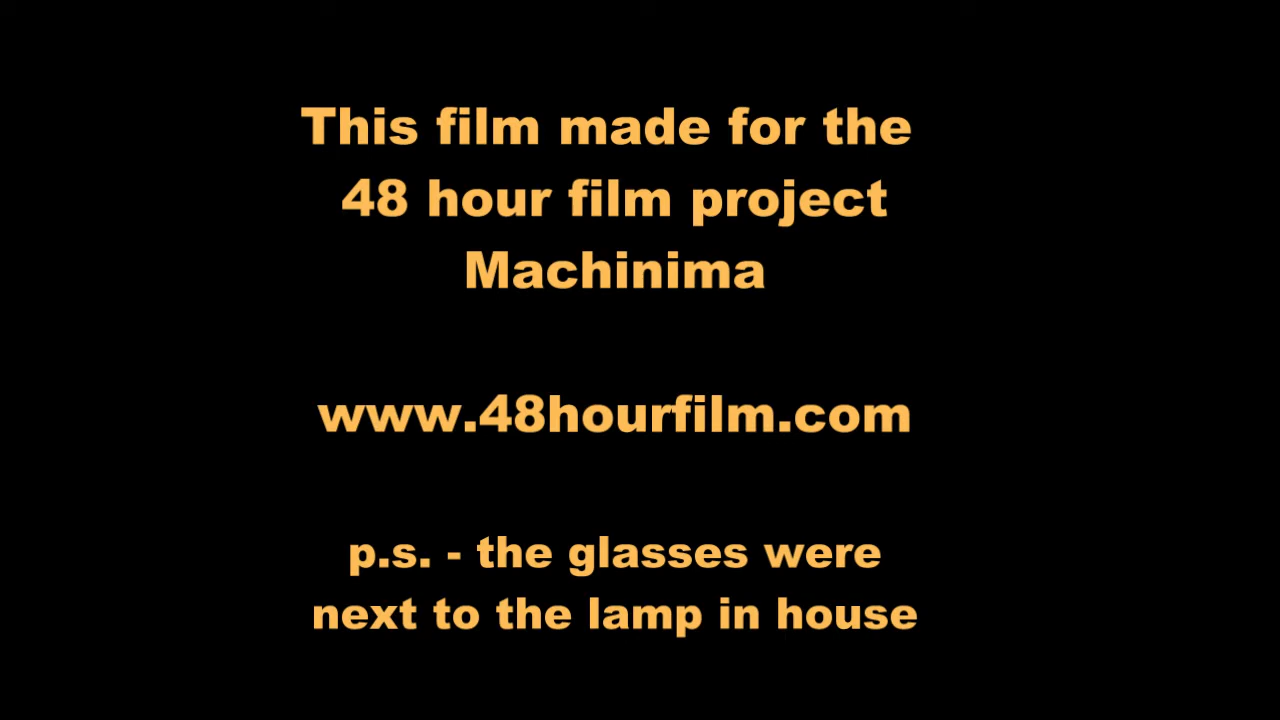 This film made for the
48 hour film project
Machinima
www.48hourfilm.com
p.s. - the glasses were
next to the lamp in house